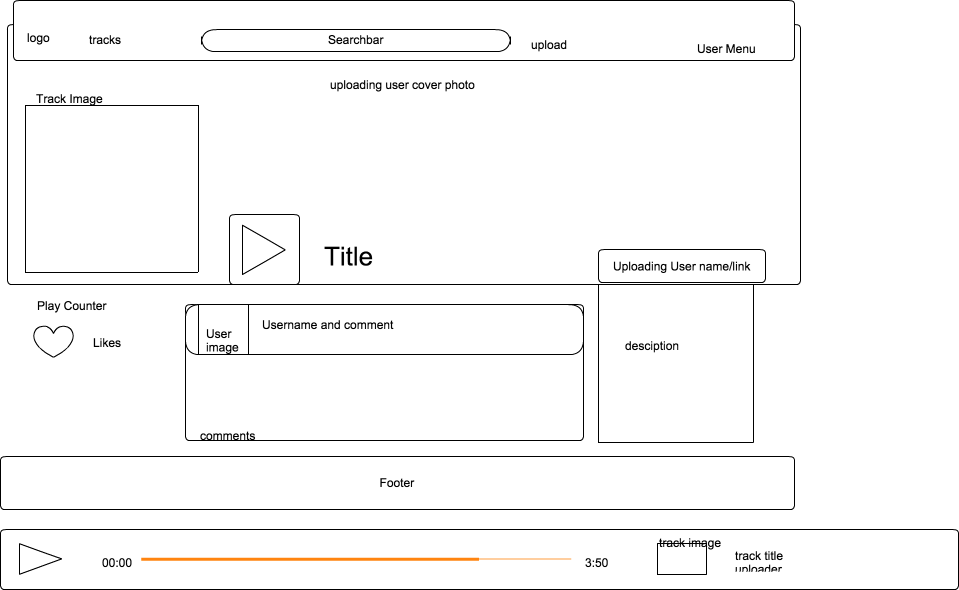 logo
tracks
Searchbar
upload
User Menu
uploading user cover photo
Track Image
Title
Uploading User name/link
Play Counter
Likes
User
image
Username and comment
desciption
comments
Footer
00:00
3:50
track image
track title
uploader